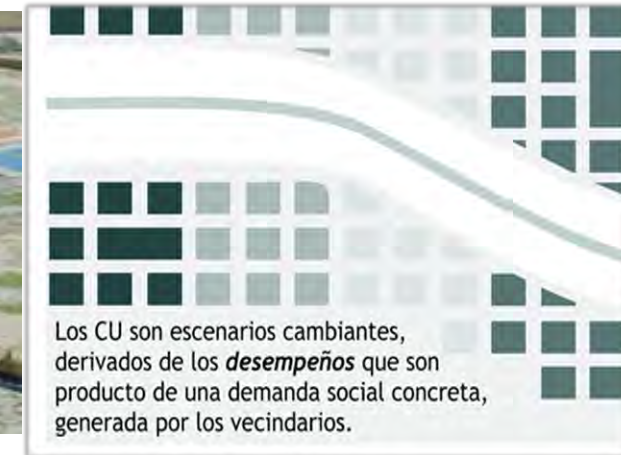 Los CU son escenarios cambiantes,
derivados de los desempeños que son
producto de una demanda social concreta,
generada por los vecindarios.